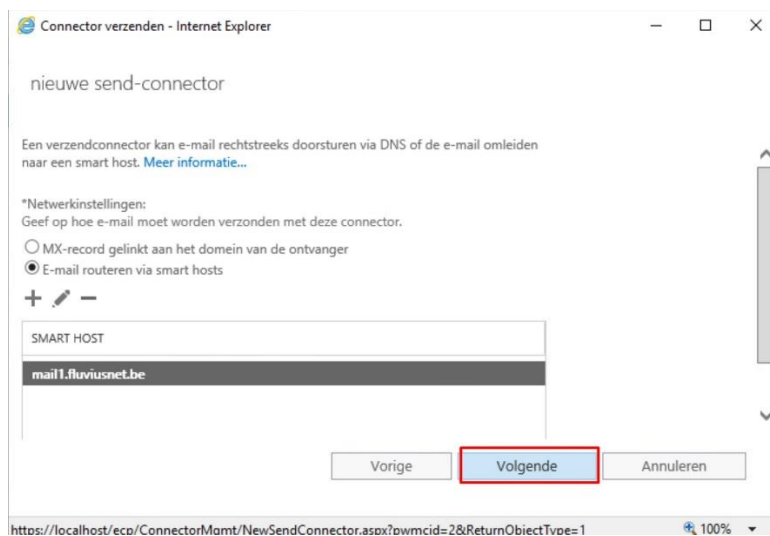 Connector verzenden - Internet Explorer
nieuwe send-connector
Een verzendconnector kan e-mail rechtstreeks doorsturen via DNS of de e-mail omleiden
naar een smart host. Meer informatie...
*Netwerkinstellingen:
Geef op hoe e-mail moet worden verzonden met deze connector.
MX-record gelinkt aan het domein van de ontvanger
E-mail routeren via smart hosts
SMART HOST
mail1.fluviusnet.be
Vorige
Volgende
Annuleren
https://localhost/ecp/ConnectorMgmt/NewSendConnector.aspx?pwmcid=2&ReturnObjectType=1
100%